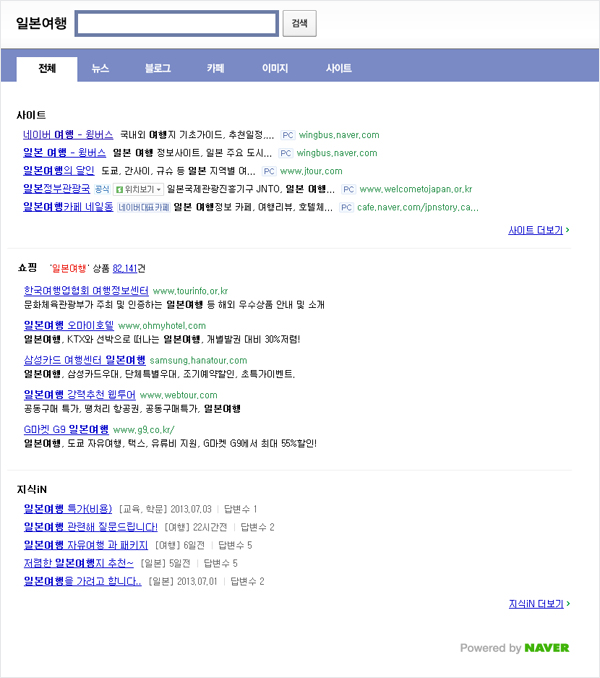 일본여행 검색
전체 뉴스 블로그 카페 이미지 사이트
사이트
네이버 여행 - 윙버스 국내외 여행지 기초가이드, 추천일정,... PC wingbus.naver.com
일본 여행 - 윙버스 일본 여행 정보사이트, 일본 주요 도시... PC wingbus.naver.com
일본여행의 달인 도쿄, 간사이, 규슈 등 일본 지역별 여... PC www.jtour.com
일본정부관광국 공식 위치보기 일본국제관광진흥기구 JNTO, 일본 여행... PC www.welcometojapan.or.kr
일본여행카페 네일동 네이버대표카페 일본 여행정보 카페, 여행리뷰, 호텔체... PC cafe.naver.com/jpnstory.ca...
사이트 더보기 >
쇼핑 '일본여행' 상품 82,141건
한국여행업협회 여행정보센터 www.tourinfo.or.kr
문화체육관광부가 주최 및 인증하는 일본여행 등 해외 우수상품 안내 및 소개
일본여행 오마이호텔 www.ohmyhotel.com
일본여행, KTX와 선박으로 떠나는 일본여행, 개별발권 대비 30%저렴!
삼성카드 여행센터 일본여행 samsung.hanatour.com
일본여행, 삼성카드우대, 단체특별우대, 조기예약할인, 초특가이벤트.
일본여행 강력추천 웹투어 www.webtour.com
공동구매 특가, 땡처리 항공권, 공동구매특가, 일본여행
G마켓 G9 일본여행 www.g9.co.kr/
일본여행, 도쿄 자유여행, 택스, 유류비 지원, G마켓 G9에서 최대 55%할인!
지식iN
일본여행 특가(비용) [교육, 학문] 2013.07.03 | 답변수 1
일본여행 관련해 질문드립니다! [여행] 22시간전 | 답변수 2
일본여행 자유여행 과 패키지 [여행] 6일전 | 답변수 5
저렴한 일본여행지 추천~ [일본] 5일전 | 답변수 5
일본여행을 가려고 합니다.. [일본] 2013.07.01 | 답변수 2
지식iN 더보기 >
Powered by NAVER